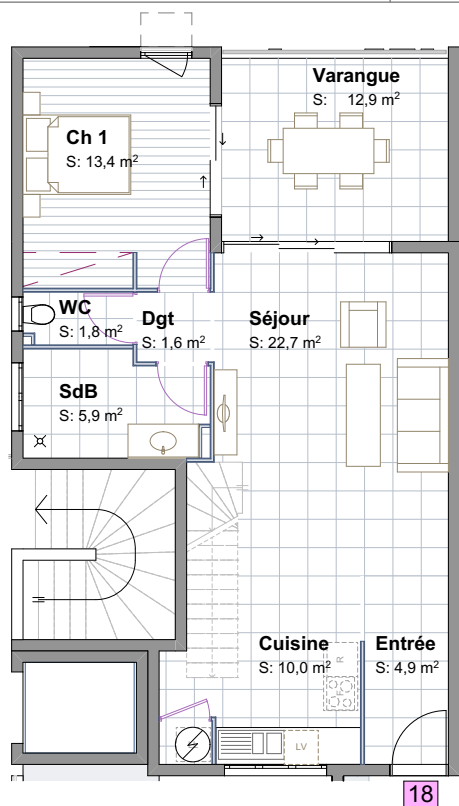 Varangue
S: 12,9 m²
Ch 1
S: 13,4 m²
WC
S: 1,8 m²
Dgt
S: 1,6 m²
Séjour
S: 22,7 m²
SdB
S: 5,9 m²
Cuisine
S: 10,0 m²
Entrée
S: 4,9 m²
R
F
LV
18